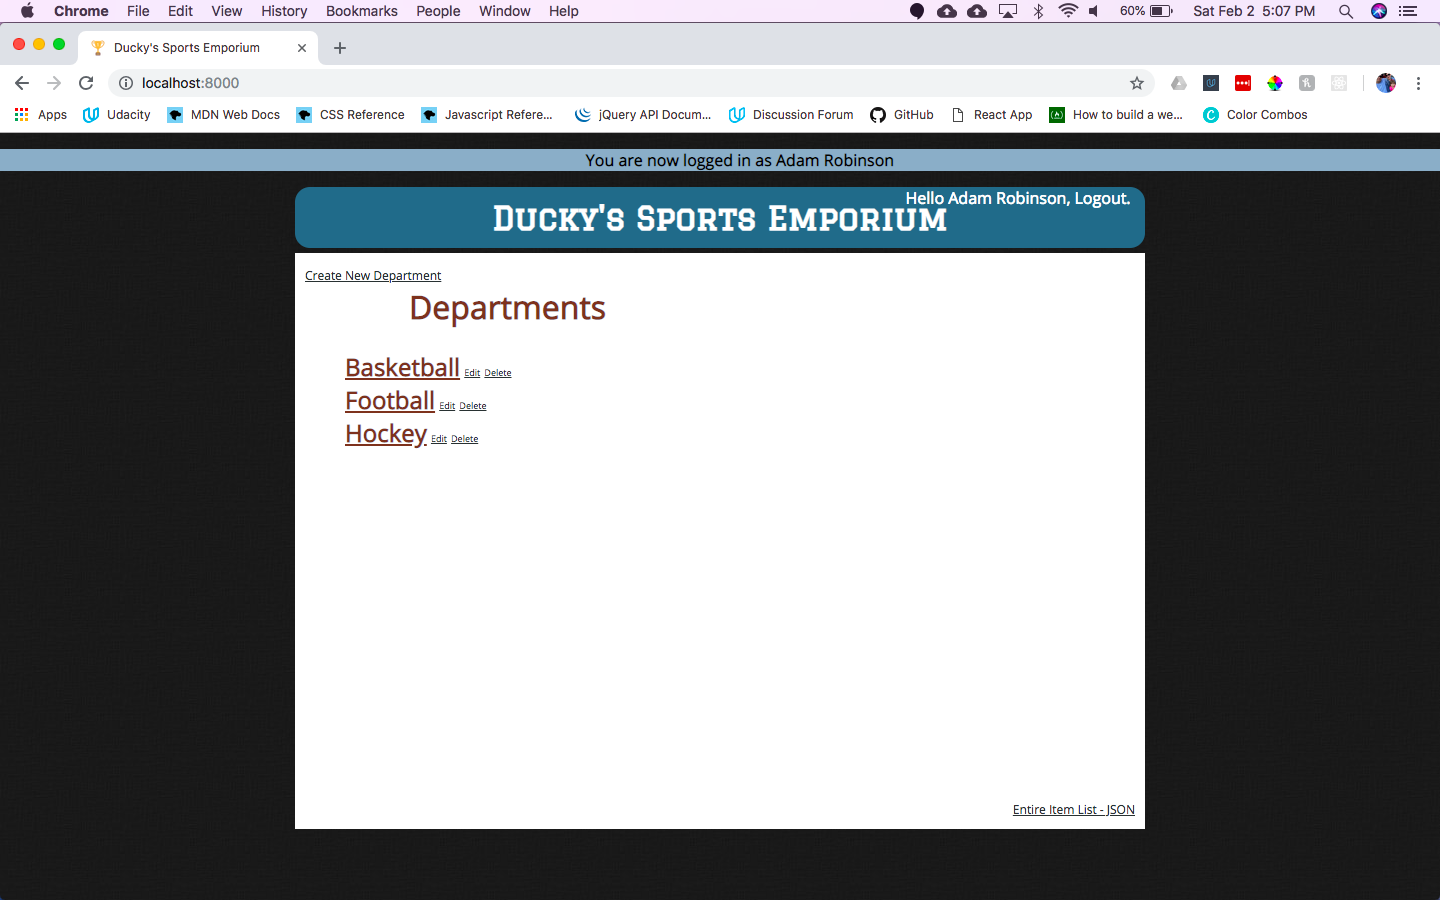 Chrome File Edit View History Bookmarks People Window Help 60% Sat Feb 2 5:07 PM
Ducky's Sports Emporium
localhost:8000
Apps Udacity MDN Web Docs CSS Reference Javascript Refere... jQuery API Docum... Discussion Forum GitHub React App How to build a we... Color Combos
You are now logged in as Adam Robinson
Hello Adam Robinson, Logout.
Ducky's Sports Emporium
Create New Department
Departments
Basketball Edit Delete
Football Edit Delete
Hockey Edit Delete
Entire Item List - JSON